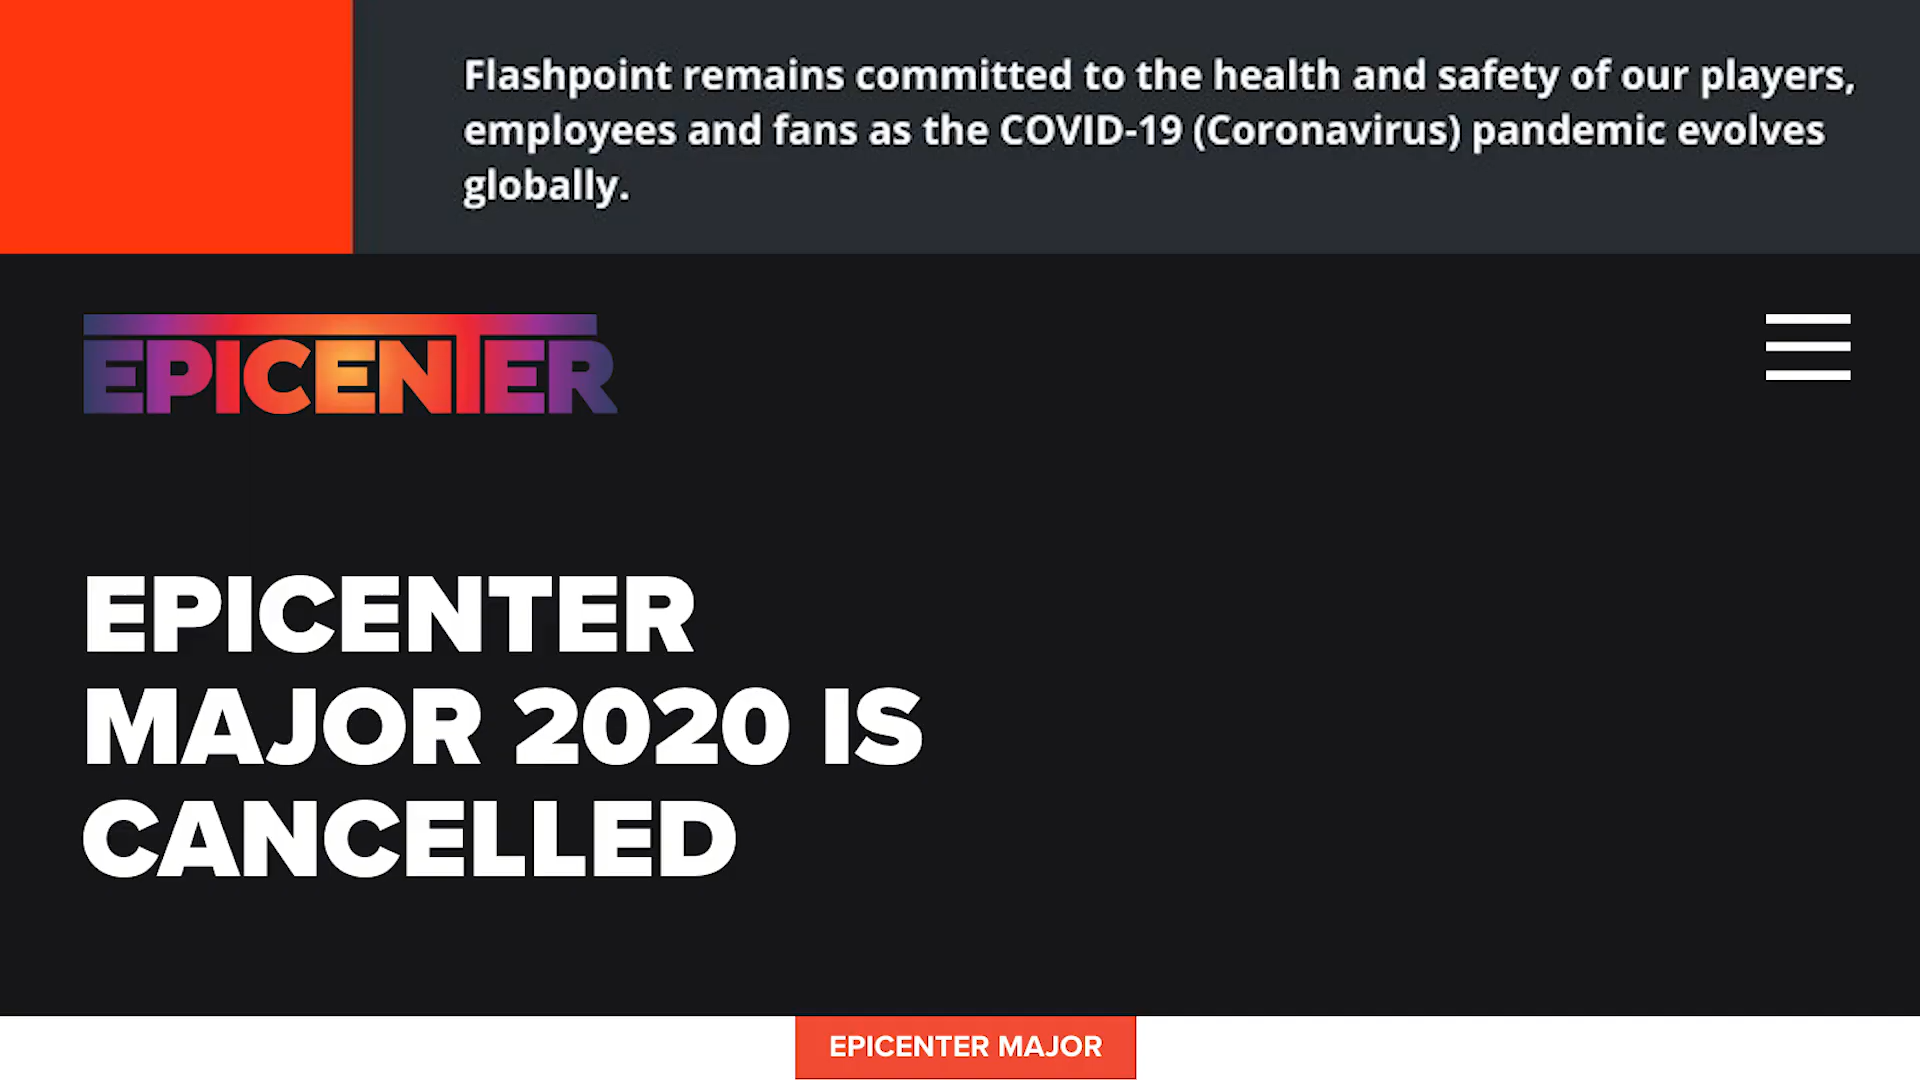 Flashpoint remains committed to the health and safety of our players,
employees and fans as the COVID-19 (Coronavirus) pandemic evolves
globally.
EPICENTER
EPICENTER
MAJOR 2020 IS
CANCELLED
EPICENTER MAJOR